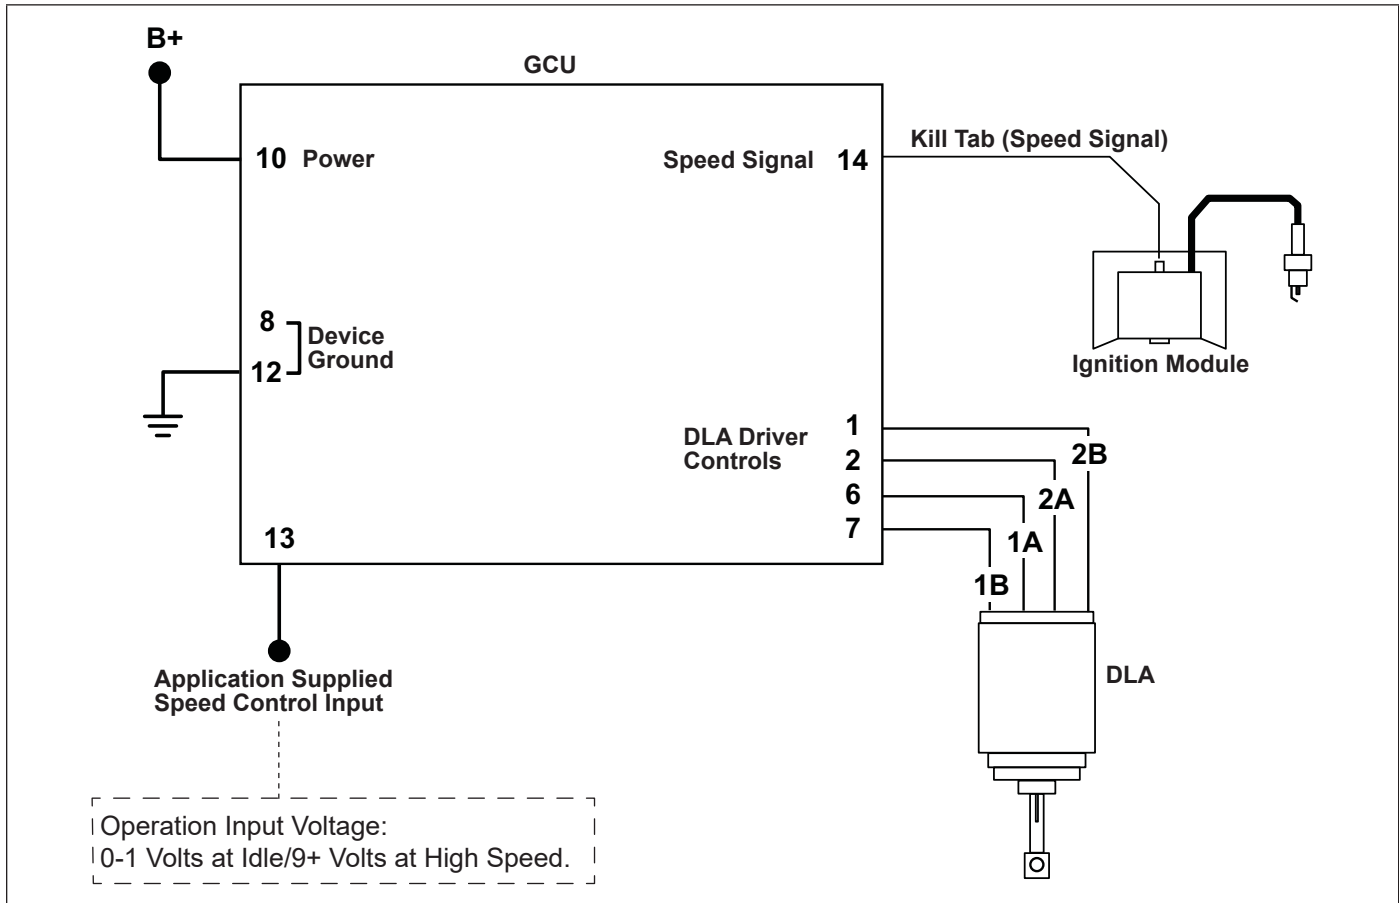 B+
GCU
10 Power
Speed Signal 14
Kill Tab (Speed Signal)
Ignition Module
8
Device
Ground
12
DLA Driver
Controls
1
2
6
7
2B
2A
1A
1B
DLA
13
Application Supplied
Speed Control Input
Operation Input Voltage:
0-1 Volts at Idle/9+ Volts at High Speed.